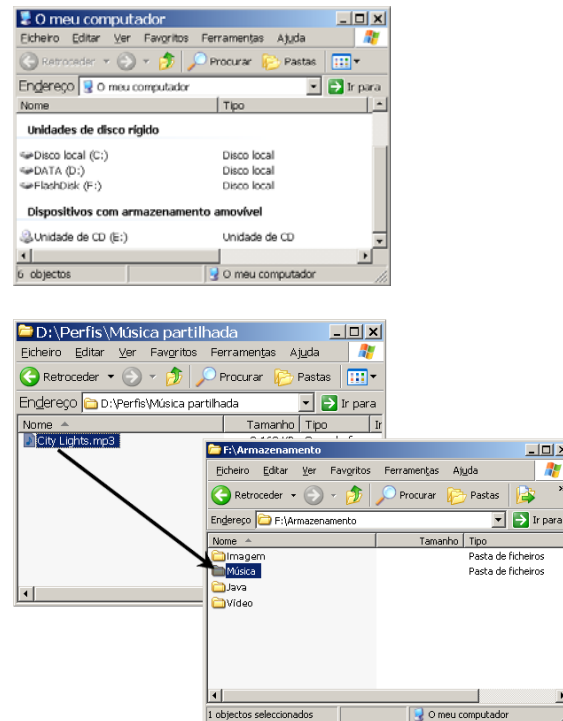 O meu computador
Ficheiro Editar Ver Favoritos Ferramentas Ajuda
Retroceder Procurar Pastas
Endereço O meu computador Ir para
Nome Tipo
Unidades de disco rígido
Disco local (C:) Disco local
DATA (D:) Disco local
FlashDisk (F:) Disco local
Dispositivos com armazenamento amovível
Unidade de CD (E:) Unidade de CD
6 objectos O meu computador
D:\Perfis\Música partilhada
Ficheiro Editar Ver Favoritos Ferramentas Ajuda
Retroceder Procurar Pastas
Endereço D:\Perfis\Música partilhada Ir para
Nome Tamanho Tipo
City Lights.mp3
F:\Armazenamento
Ficheiro Editar Ver Favoritos Ferramentas Ajuda
Retroceder Procurar Pastas »
Endereço F:\Armazenamento Ir para
Nome Tamanho Tipo
Imagem Pasta de ficheiros
Música Pasta de ficheiros
Java
Vídeo
1 objectos seleccionados O meu computador